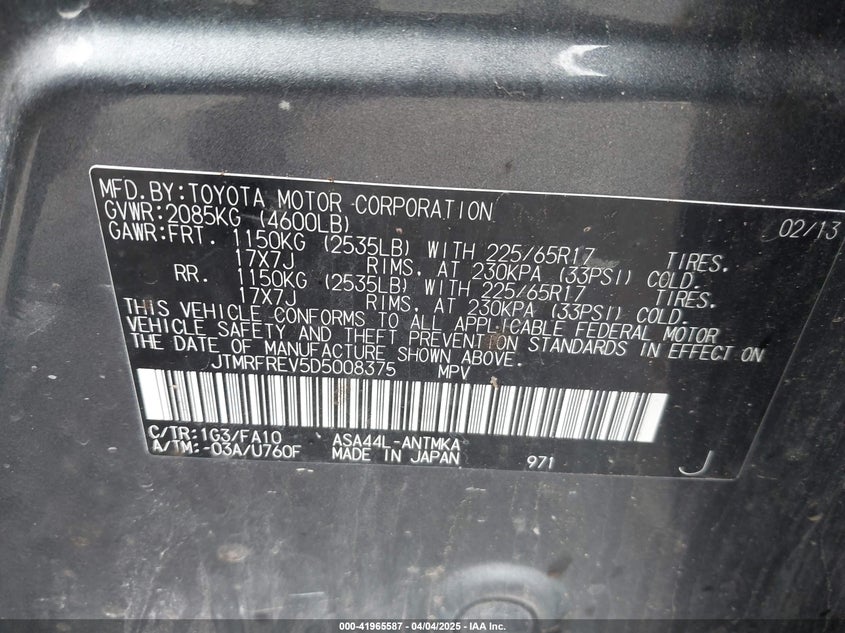 MFD.BY:TOYOTA MOTOR CORPORATION 02/13
GVWR:2085KG (4600LB)
GAWR:FRT. 1150KG (2535LB) WITH 225/65R17 TIRES.
17X7J RIMS, AT 230KPA (33PSI) COLD.
RR. 1150KG (2535LB) WITH 225/65R17 TIRES.
17X7J RIMS, AT 230KPA (33PSI) COLD.
THIS VEHICLE CONFORMS TO ALL APPLICABLE FEDERAL MOTOR
VEHICLE SAFETY AND THEFT PREVENTION STANDARDS IN EFFECT ON
THE DATE OF MANUFACTURE SHOWN ABOVE.
JTMRFREV5D5008375 MPV
C/TR:1G3/FA10 ASA44L-ANTMKA
A/TM:-03A/U760F MADE IN JAPAN 971 J
000-41965587 - 04/04/2025 - IAA Inc.